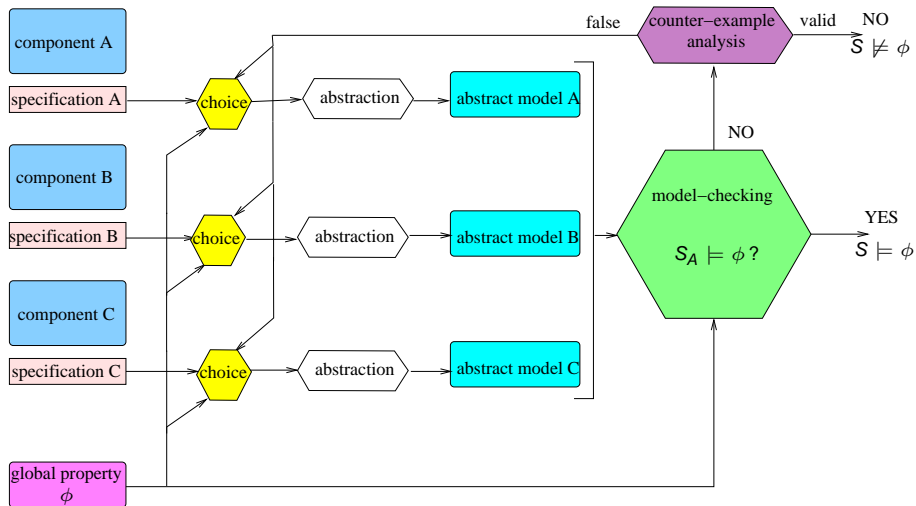 component A
specification A
choice
abstraction
abstract model A
false
counter−example
analysis
valid
NO
S ⊭ ϕ
NO
component B
specification B
choice
abstraction
abstract model B
model−checking
S_A ⊨ ϕ ?
YES
S ⊨ ϕ
component C
specification C
choice
abstraction
abstract model C
global property
ϕ